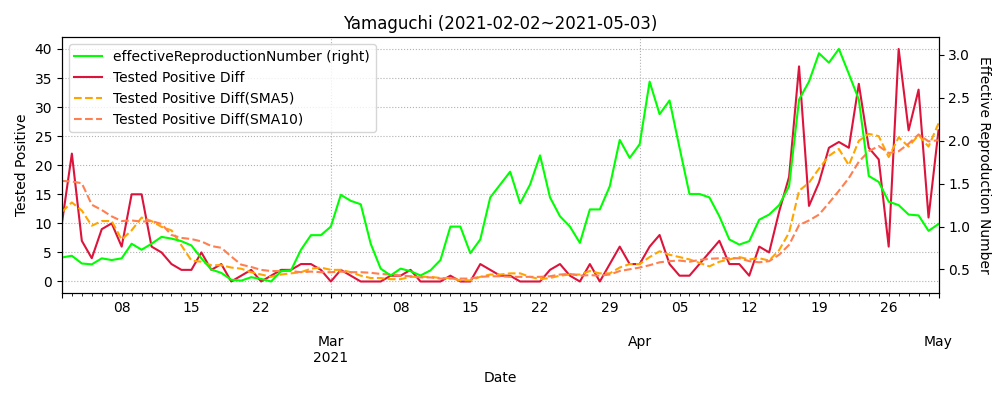 Yamaguchi (2021-02-02~2021-05-03)
effectiveReproductionNumber (right)
Tested Positive Diff
Tested Positive Diff(SMA5)
Tested Positive Diff(SMA10)
Tested Positive
40
35
30
25
20
15
10
5
0
3.0
2.5
2.0
1.5
1.0
0.5
Effective Reproduction Number
08 15 22 08 15 22 29 05 12 19 26
Mar Apr May
2021
Date